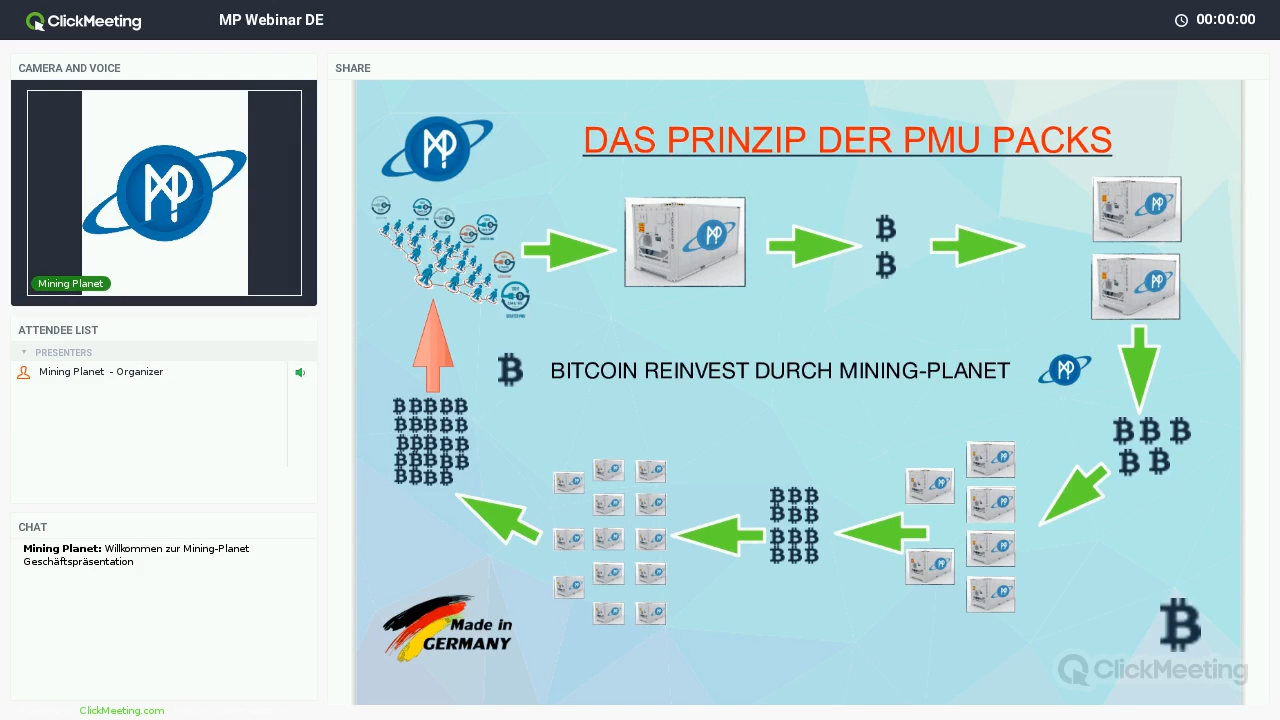 ClickMeeting
MP Webinar DE
00:00:00
CAMERA AND VOICE
SHARE
Mining Planet
ATTENDEE LIST
PRESENTERS
Mining Planet - Organizer
CHAT
Mining Planet: Willkommen zur Mining-Planet
Geschäftspräsentation
ClickMeeting.com
DAS PRINZIP DER PMU PACKS
BITCOIN REINVEST DURCH MINING-PLANET
Made in
GERMANY
ClickMeeting